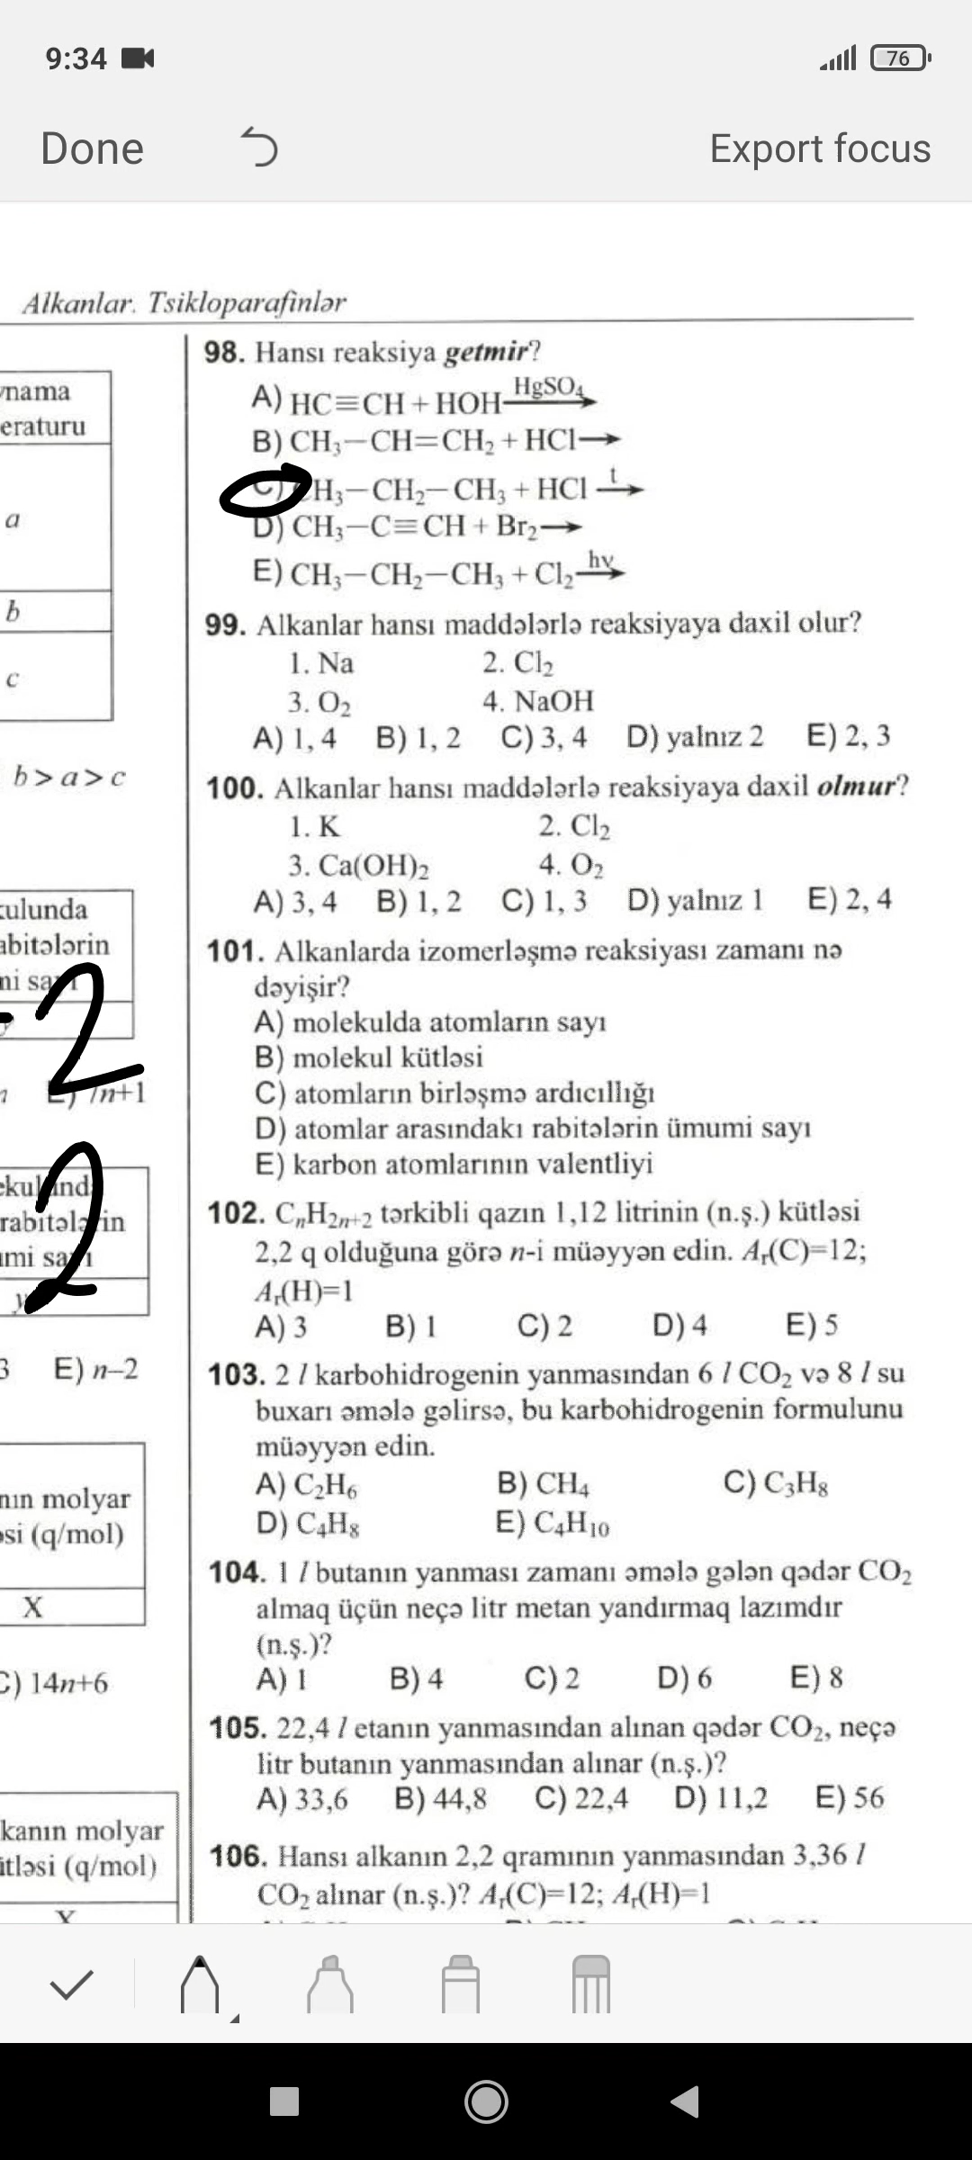 9:34
76
Done
Export focus
Alkanlar. Tsikloparafinlər
nama
eraturu
a
b
c
b > a > c
ulunda
abitələrin
ni sayı
2
E) 7n+1
2
rabitələrin
mi sayı
y
3 E) n–2
nın molyar
si (q/mol)
X
C) 14n+6
kanın molyar
itləsi (q/mol)
98. Hansı reaksiya getmir?
A) HC≡CH + HOH HgSO₄→
B) CH₃–CH=CH₂ + HCl→
C) CH₃–CH₂–CH₃ + HCl t→
D) CH₃–C≡CH + Br₂→
E) CH₃–CH₂–CH₃ + Cl₂ hv→
99. Alkanlar hansı maddələrlə reaksiyaya daxil olur?
1. Na 2. Cl₂
3. O₂ 4. NaOH
A) 1, 4 B) 1, 2 C) 3, 4 D) yalnız 2 E) 2, 3
100. Alkanlar hansı maddələrlə reaksiyaya daxil olmur?
1. K 2. Cl₂
3. Ca(OH)₂ 4. O₂
A) 3, 4 B) 1, 2 C) 1, 3 D) yalnız 1 E) 2, 4
101. Alkanlarda izomerləşmə reaksiyası zamanı nə
dəyişir?
A) molekulda atomların sayı
B) molekul kütləsi
C) atomların birləşmə ardıcıllığı
D) atomlar arasındakı rabitələrin ümumi sayı
E) karbon atomlarının valentliyi
102. CₙH₂ₙ₊₂ tərkibli qazın 1,12 litrinin (n.ş.) kütləsi
2,2 q olduğuna görə n-i müəyyən edin. Aᵣ(C)=12;
Aᵣ(H)=1
A) 3 B) 1 C) 2 D) 4 E) 5
103. 2 l karbohidrogenin yanmasından 6 l CO₂ və 8 l su
buxarı əmələ gəlirsə, bu karbohidrogenin formulunu
müəyyən edin.
A) C₂H₆ B) CH₄ C) C₃H₈
D) C₄H₈ E) C₄H₁₀
104. 1 l butanın yanması zamanı əmələ gələn qədər CO₂
almaq üçün neçə litr metan yandırmaq lazımdır
(n.ş.)?
A) 1 B) 4 C) 2 D) 6 E) 8
105. 22,4 l etanın yanmasından alınan qədər CO₂, neçə
litr butanın yanmasından alınar (n.ş.)?
A) 33,6 B) 44,8 C) 22,4 D) 11,2 E) 56
106. Hansı alkanın 2,2 qramının yanmasından 3,36 l
CO₂ alınar (n.ş.)? Aᵣ(C)=12; Aᵣ(H)=1